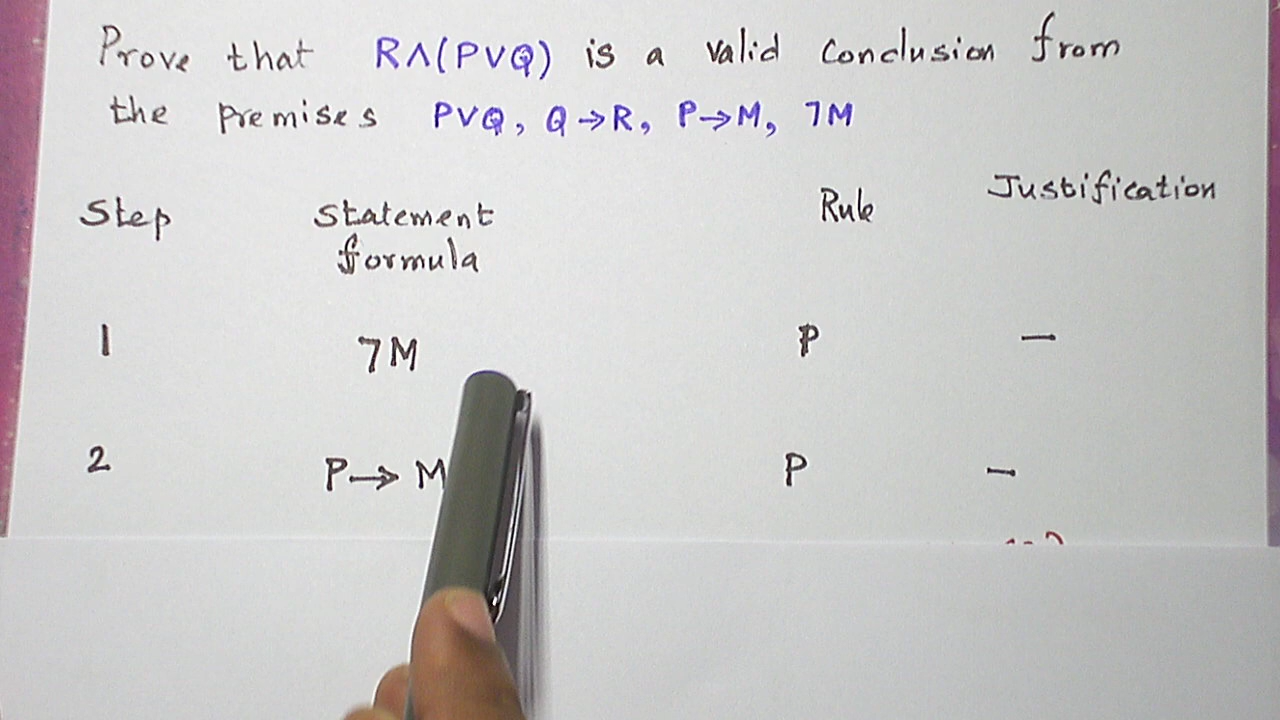 Prove that R∧(P∨Q) is a valid conclusion from
the premises P∨Q, Q→R, P→M, 7M
Step Statement formula Rule Justification
1 7M P —
2 P→M P —